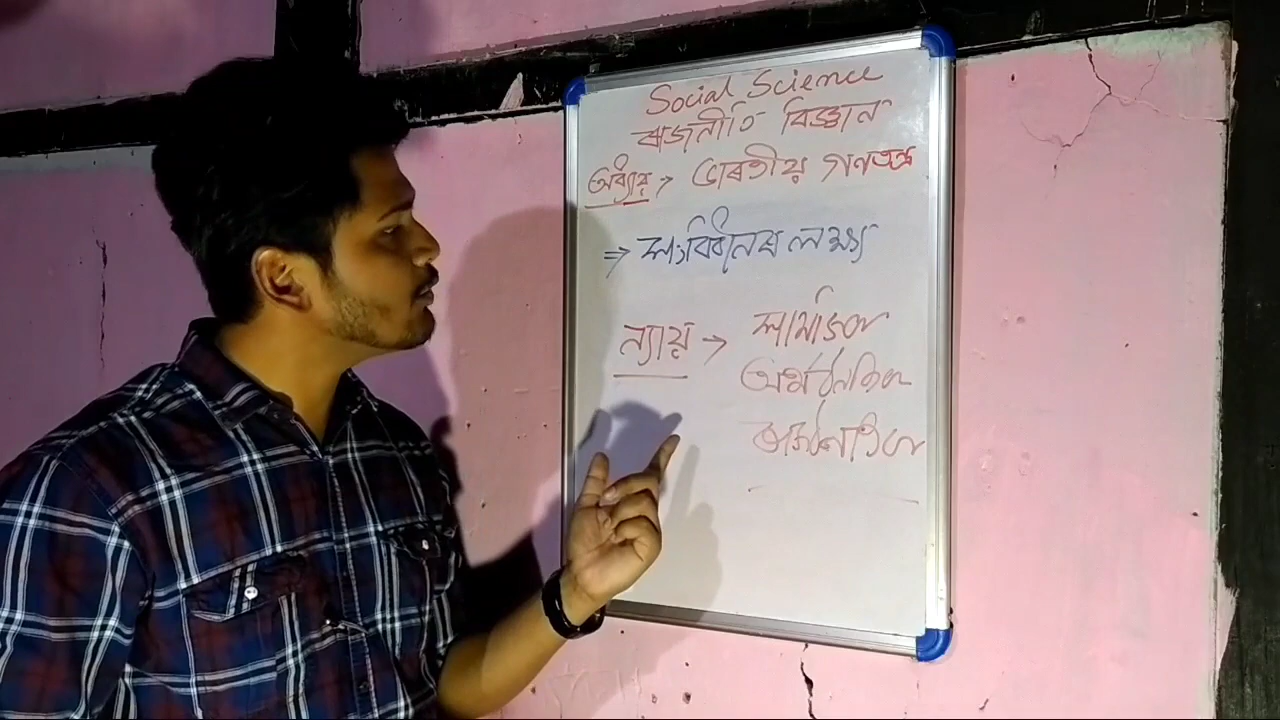 Social Science
ৰাজনীতি বিজ্ঞান
অধ্যায় → ভাৰতীয় গণতন্ত্ৰ
⇒ সংবিধানৰ লক্ষ্য
ন্যায় → সামাজিক
অৰ্থনৈতিক
ৰাজনৈতিক